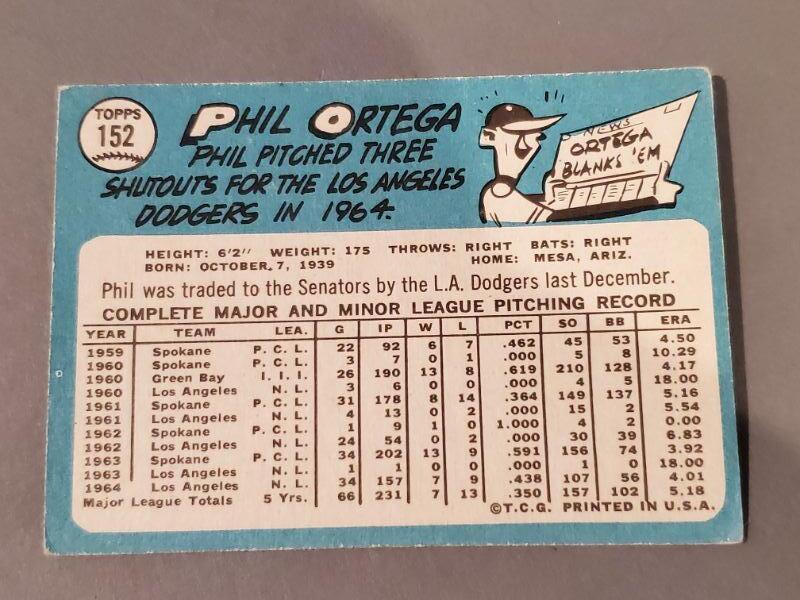 TOPPS
152
PHIL ORTEGA
PHIL PITCHED THREE
SHUTOUTS FOR THE LOS ANGELES
DODGERS IN 1964.
NEWS
ORTEGA
BLANKS 'EM
HEIGHT: 6'2" WEIGHT: 175 THROWS: RIGHT BATS: RIGHT
BORN: OCTOBER 7, 1939 HOME: MESA, ARIZ.
Phil was traded to the Senators by the L.A. Dodgers last December.
COMPLETE MAJOR AND MINOR LEAGUE PITCHING RECORD
YEAR TEAM LEA. G IP W L PCT SO BB ERA
1959 Spokane P. C. L. 22 92 6 7 .462 45 53 4.50
1960 Spokane P. C. L. 3 7 0 1 .000 5 8 10.29
1960 Green Bay I. I. I. 26 190 13 8 .619 210 128 4.17
1960 Los Angeles N. L. 3 6 0 0 .000 4 5 18.00
1961 Spokane P. C. L. 31 178 8 14 .364 149 137 5.16
1961 Los Angeles N. L. 4 13 0 2 .000 15 2 5.54
1962 Spokane P. C. L. 1 9 1 0 1.000 4 2 0.00
1962 Los Angeles N. L. 24 54 0 2 .000 30 39 6.83
1963 Spokane P. C. L. 34 202 13 9 .591 156 74 3.92
1963 Los Angeles N. L. 1 1 0 0 .000 1 0 18.00
1964 Los Angeles N. L. 34 157 7 9 .438 107 56 4.01
Major League Totals 5 Yrs. 66 231 7 13 .350 157 102 5.18
©T.C.G. PRINTED IN U.S.A.